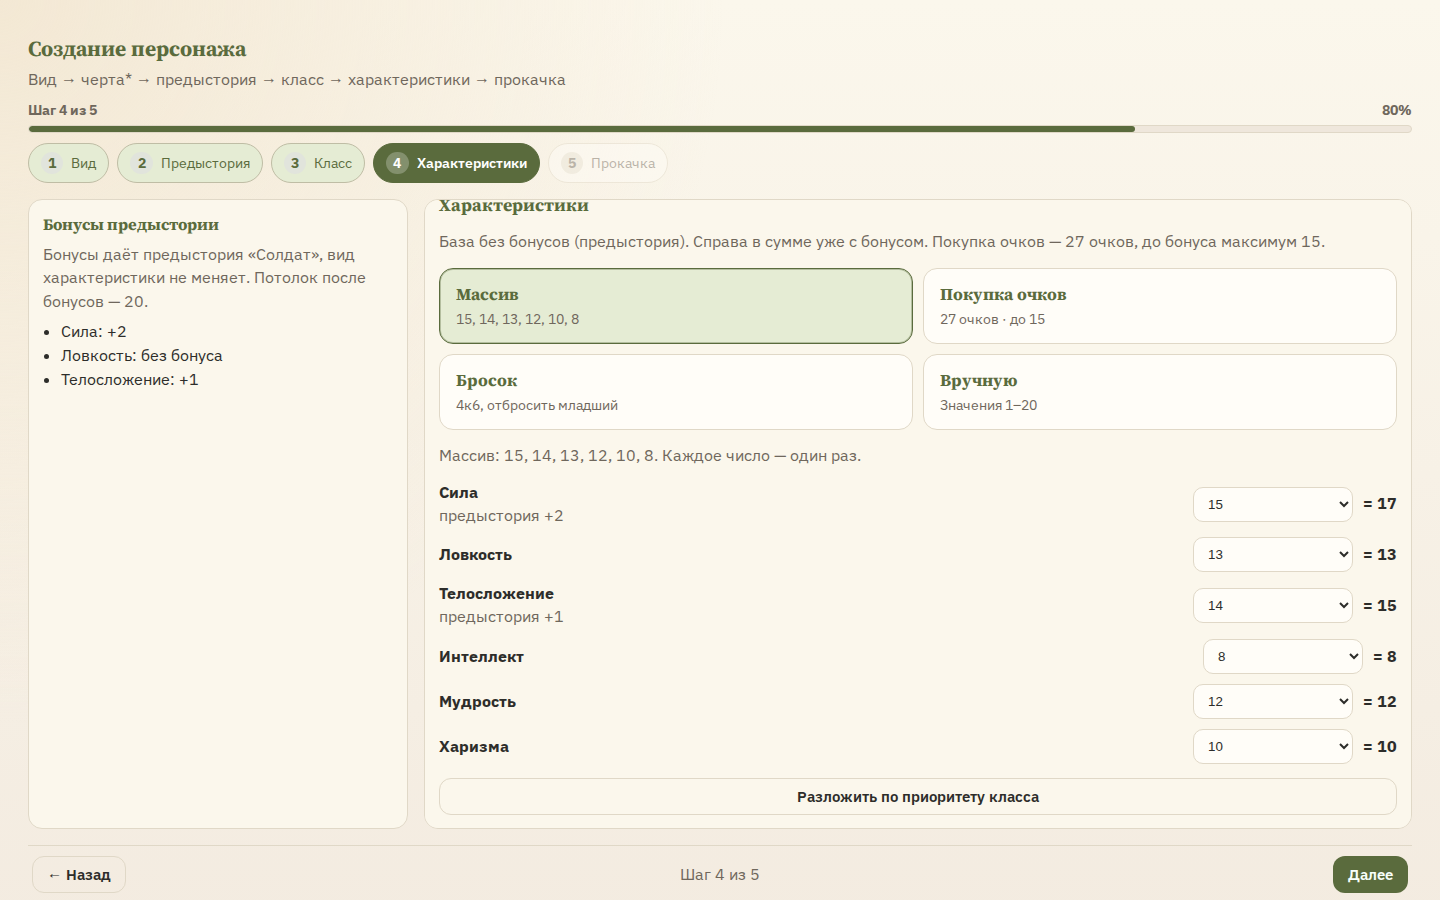 Создание персонажа
Вид → черта* → предыстория → класс → характеристики → прокачка
Шаг 4 из 5
80%
1 Вид
2 Предыстория
3 Класс
4 Характеристики
5 Прокачка
Бонусы предыстории
Бонусы даёт предыстория «Солдат», вид
характеристики не меняет. Потолок после
бонусов — 20.
• Сила: +2
• Ловкость: без бонуса
• Телосложение: +1
Характеристики
База без бонусов (предыстория). Справа в сумме уже с бонусом. Покупка очков — 27 очков, до бонуса максимум 15.
Массив
15, 14, 13, 12, 10, 8
Покупка очков
27 очков · до 15
Бросок
4к6, отбросить младший
Вручную
Значения 1–20
Массив: 15, 14, 13, 12, 10, 8. Каждое число — один раз.
Сила
предыстория +2
15 = 17
Ловкость
13 = 13
Телосложение
предыстория +1
14 = 15
Интеллект
8 = 8
Мудрость
12 = 12
Харизма
10 = 10
Разложить по приоритету класса
← Назад
Шаг 4 из 5
Далее